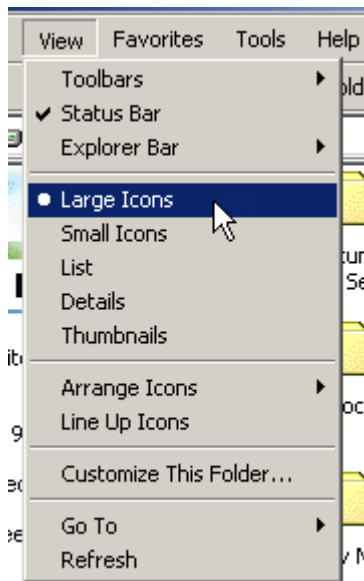 View Favorites Tools Help
Toolbars
Status Bar
Explorer Bar
Large Icons
Small Icons
List
Details
Thumbnails
Arrange Icons
Line Up Icons
Customize This Folder...
Go To
Refresh